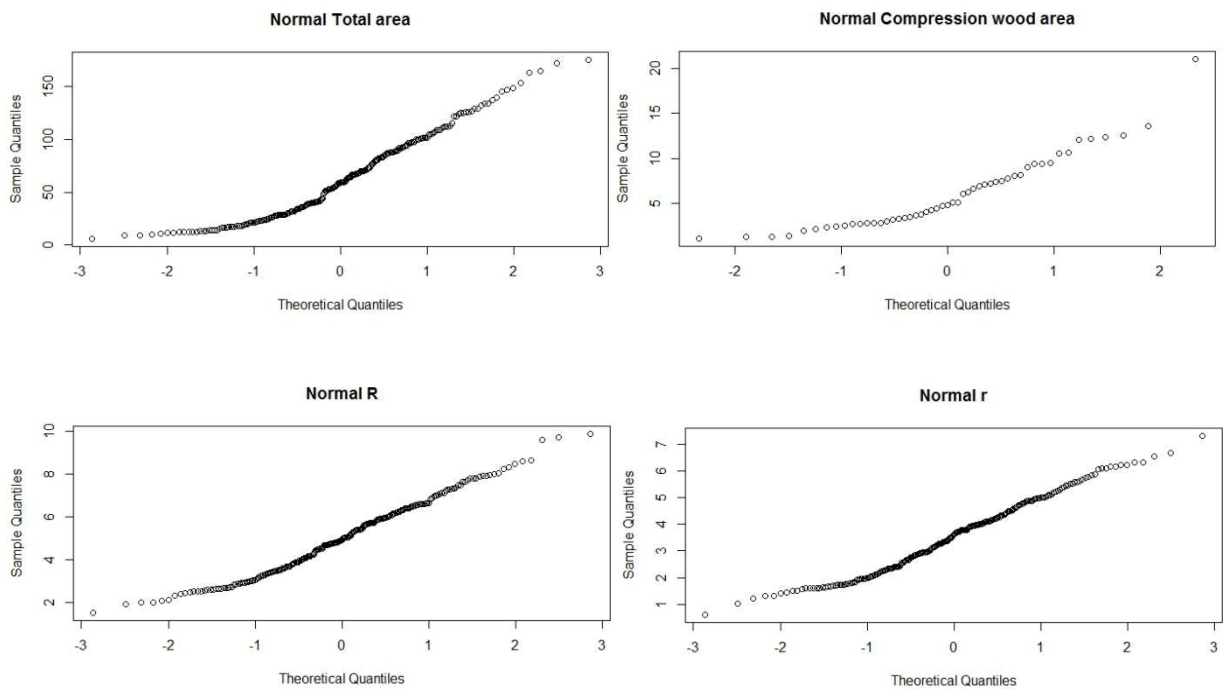 Normal Total area
Sample Quantiles
0 50 100 150
-3 -2 -1 0 1 2 3
Theoretical Quantiles
Normal Compression wood area
Sample Quantiles
5 10 15 20
-2 -1 0 1 2
Theoretical Quantiles
Normal R
Sample Quantiles
2 4 6 8 10
-3 -2 -1 0 1 2 3
Theoretical Quantiles
Normal r
Sample Quantiles
1 2 3 4 5 6 7
-3 -2 -1 0 1 2 3
Theoretical Quantiles